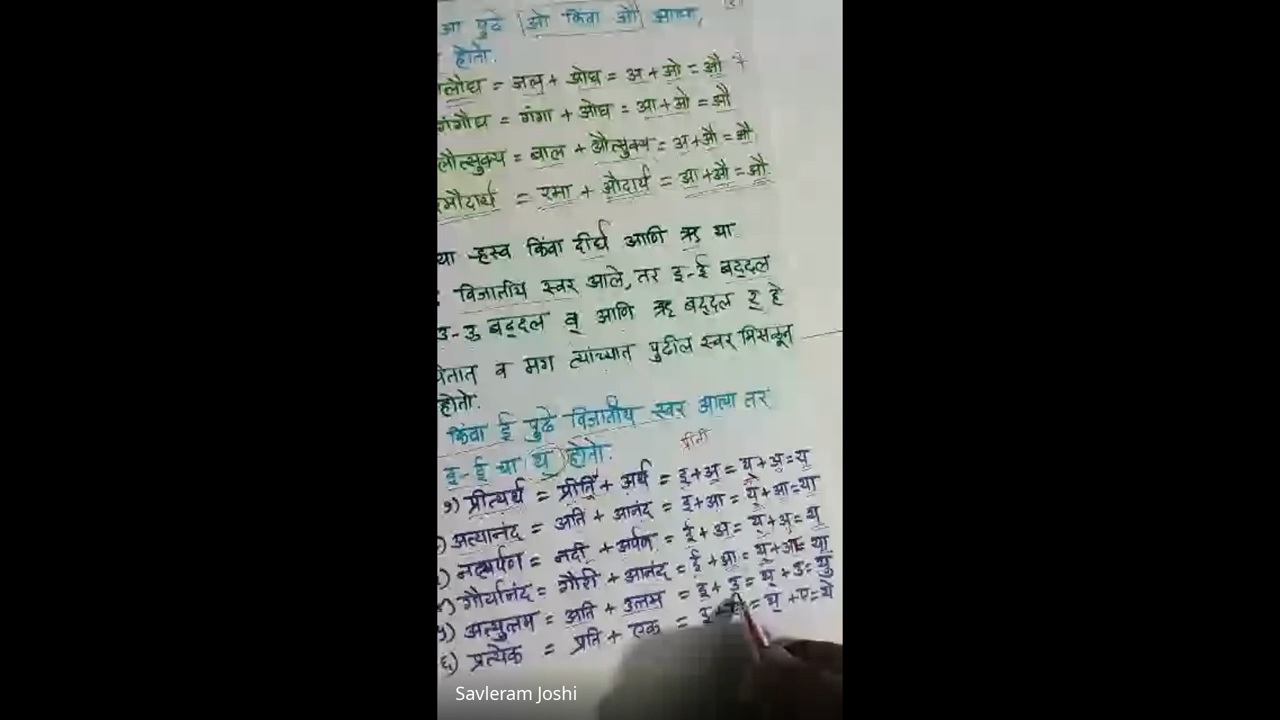 आ पुढे ओ किंवा औ आल्या,
होतो.
लौघ = जल + ओघ = अ + ओ = औ
गंगौघ = गंगा + ओघ = आ + ओ = औ
लौत्सुक्य = बाल + औत्सुक्य = अ + औ = औ
रमौदार्य = रमा + औदार्य = आ + औ = औ
या ऱ्हस्व किंवा दीर्घ आणि ऋ या
विजातीय स्वर आले, तर इ-ई बद्दल
उ-ऊ बद्दल व् आणि ऋ बद्दल र् हे
येतात व मग त्यांच्यात पुढील स्वर मिसळून
होतो.
किंवा ई पुढे विजातीय स्वर आला तर
इ-ई चा य् होतो.
प्रीती
१) प्रीत्यर्थ = प्रीति + अर्थ = इ + अ = य् + अ = य
अत्यानंद = अति + आनंद = इ + आ = य् + आ = या
नद्यर्पण = नदी + अर्पण = ई + अ = य् + अ = य
गौर्यानंद = गौरी + आनंद = ई + आ = य् + आ = या
५) अत्युत्तम = अति + उत्तम = इ + उ = य् + उ = यु
६) प्रत्येक = प्रति + एक = इ + = य् + ए = ये
Savleram Joshi